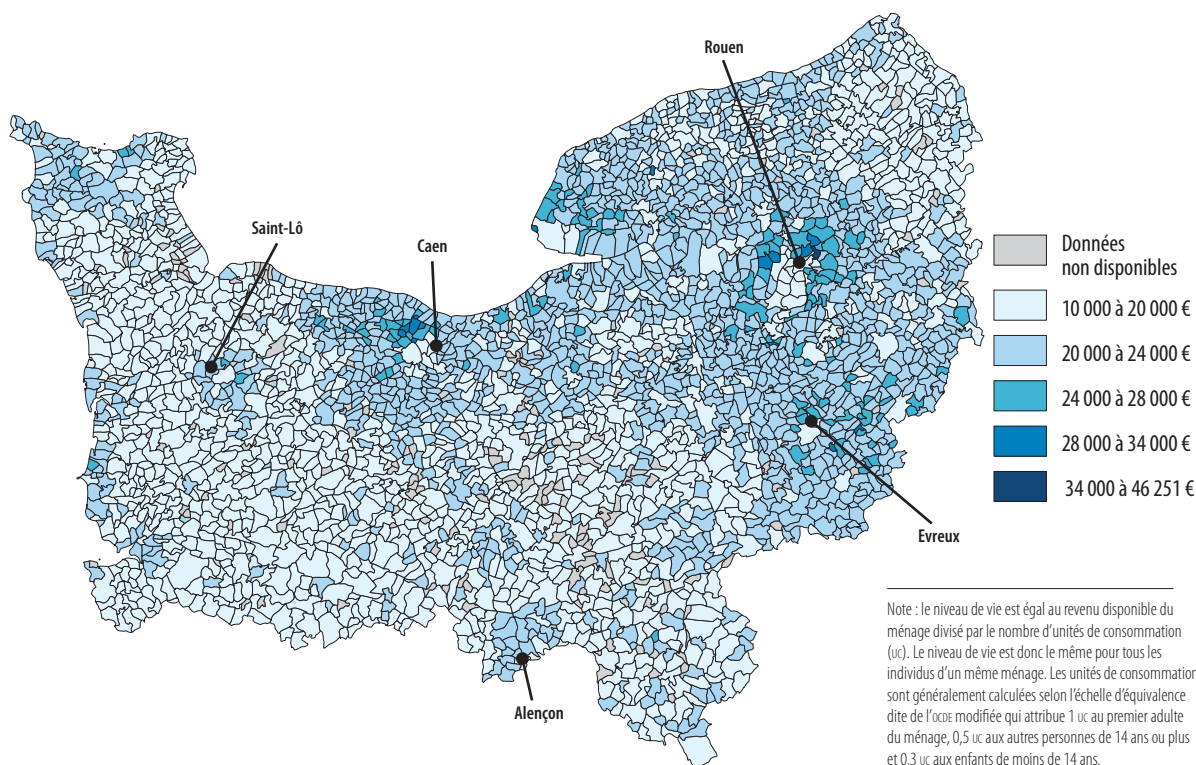 Rouen
Saint-Lô
Caen
Evreux
Alençon
Données
non disponibles
10 000 à 20 000 €
20 000 à 24 000 €
24 000 à 28 000 €
28 000 à 34 000 €
34 000 à 46 251 €
Note : le niveau de vie est égal au revenu disponible du
ménage divisé par le nombre d'unités de consommation
(UC). Le niveau de vie est donc le même pour tous les
individus d'un même ménage. Les unités de consommation
sont généralement calculées selon l'échelle d'équivalence
dite de l'OCDE modifiée qui attribue 1 UC au premier adulte
du ménage, 0,5 UC aux autres personnes de 14 ans ou plus
et 0,3 UC aux enfants de moins de 14 ans.